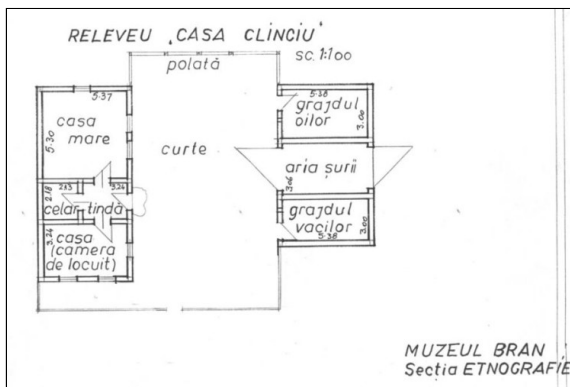 RELEVEU "CASA CLINCIU"
sc. 1:100
polată
5.37
casa mare
5.30
curte
5.38
grajdul oilor
3.00
aria șurii
3.06
grajdul vacilor
5.38
3.00
2.18
2.13
3.24
celar
tindă
3.24
casa
(camera de locuit)
MUZEUL BRAN
Secția ETNOGRAFIE